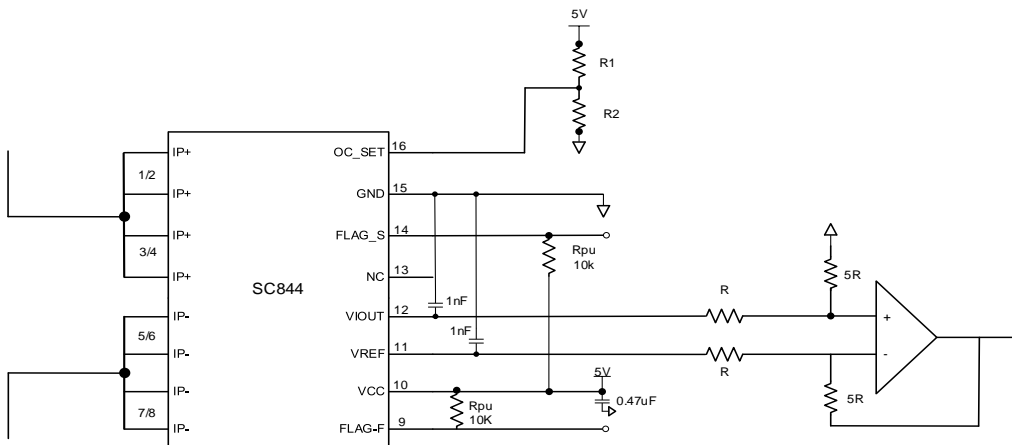 5V
R1
R2
IP+
1/2
IP+
IP+
3/4
IP+
IP-
5/6
IP-
IP-
7/8
IP-
SC844
OC_SET 16
GND 15
FLAG_S 14
NC 13
VIOUT 12
VREF 11
VCC 10
FLAG-F 9
1nF
1nF
Rpu
10k
Rpu
10K
5V
0.47uF
R
R
5R
5R
+
-